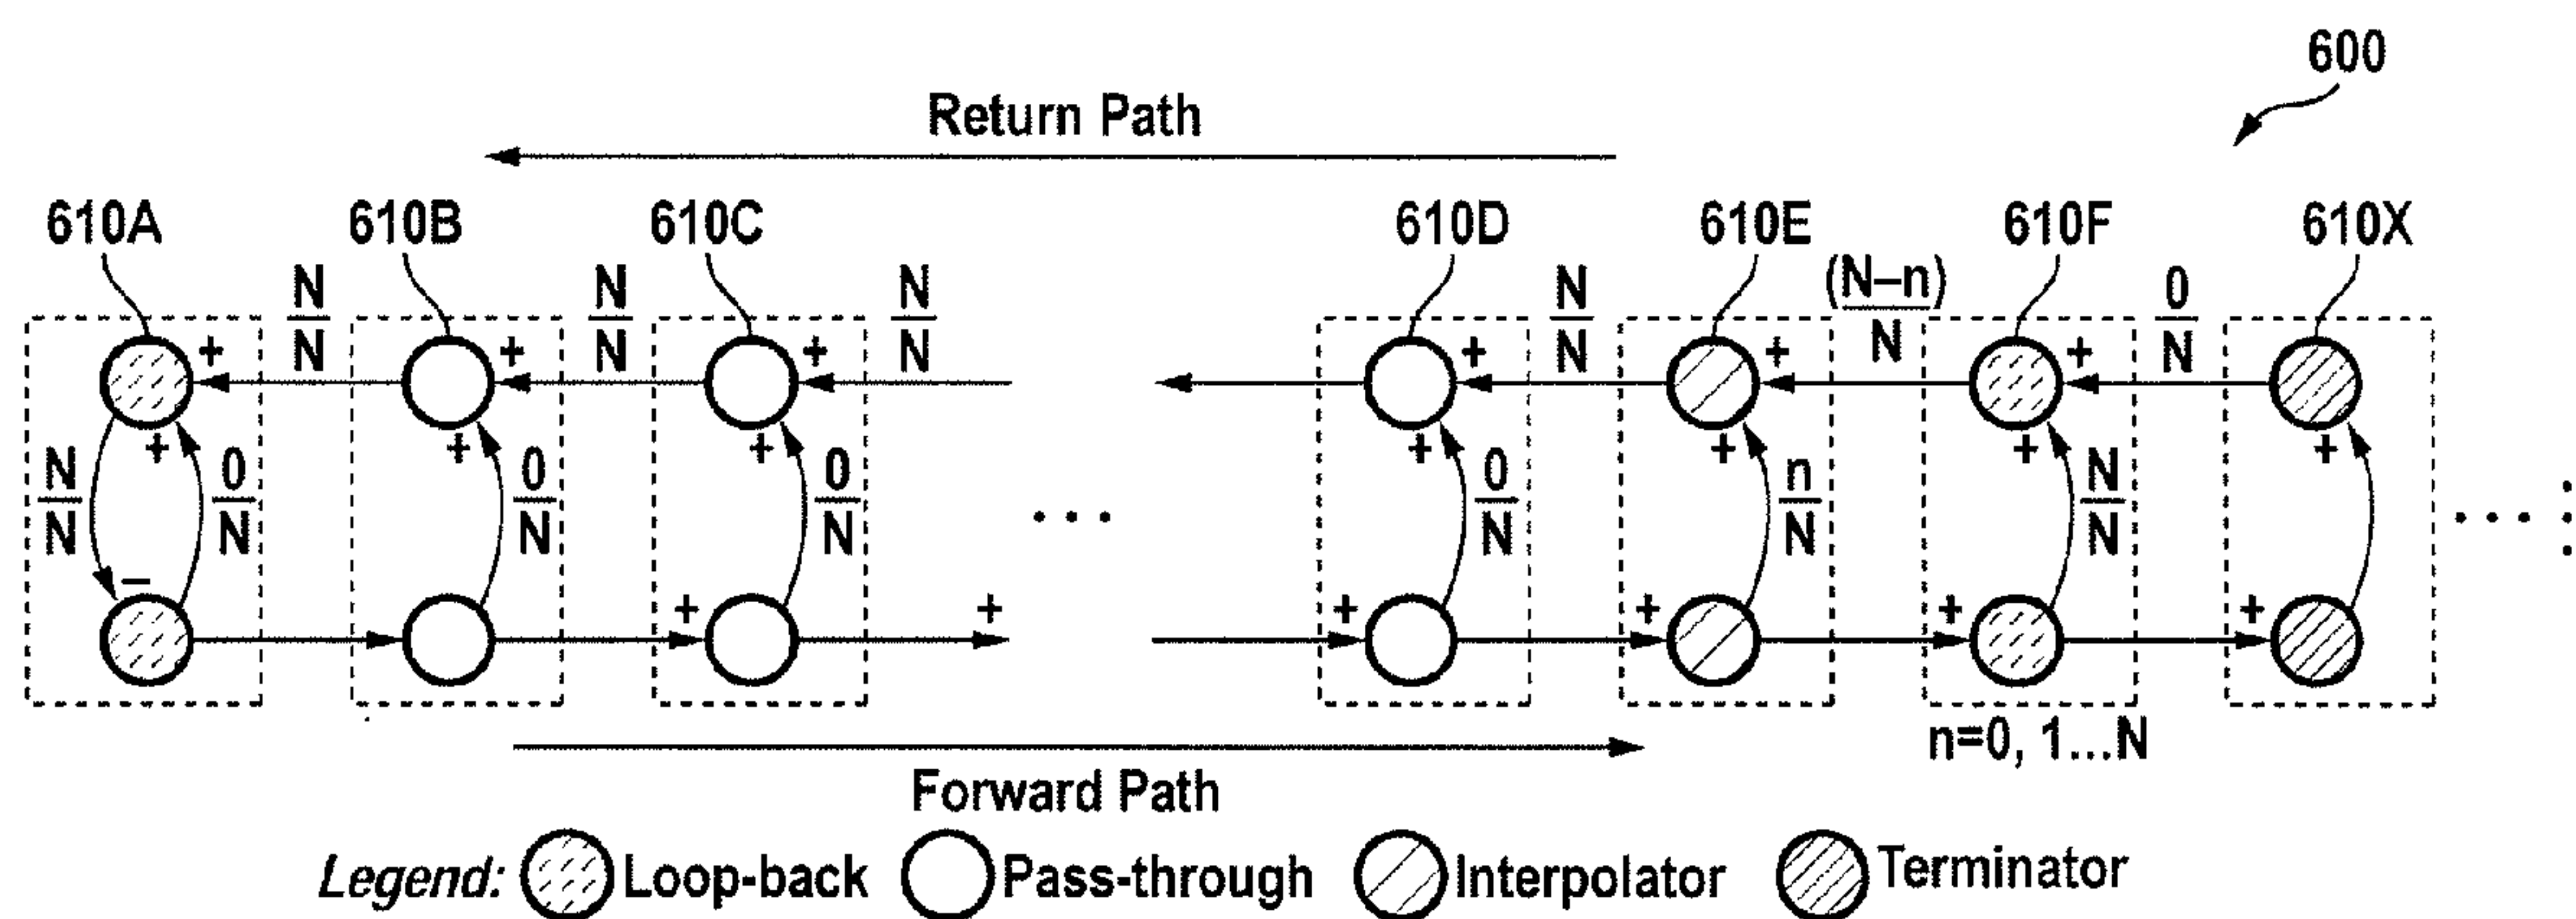 600
Return Path
610A 610B 610C 610D 610E 610F 610X
N/N N/N N/N N/N (N–n)/N 0/N
+ + + + + + 
N/N + 0/N + 0/N + 0/N + 0/N + n/N + N/N +
... ...
– + + + + + +
n=0, 1...N
Forward Path
Legend: Loop-back Pass-through Interpolator Terminator